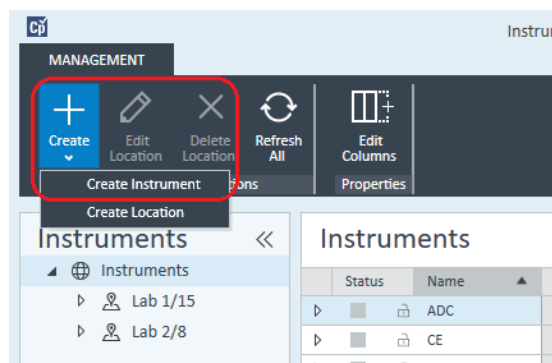 Cp
Instru
MANAGEMENT
Create
Edit
Location
Delete
Location
Refresh
All
Edit
Columns
ons
Properties
Create Instrument
Create Location
Instruments
Instruments
Lab 1/15
Lab 2/8
Instruments
Status
Name
ADC
CE